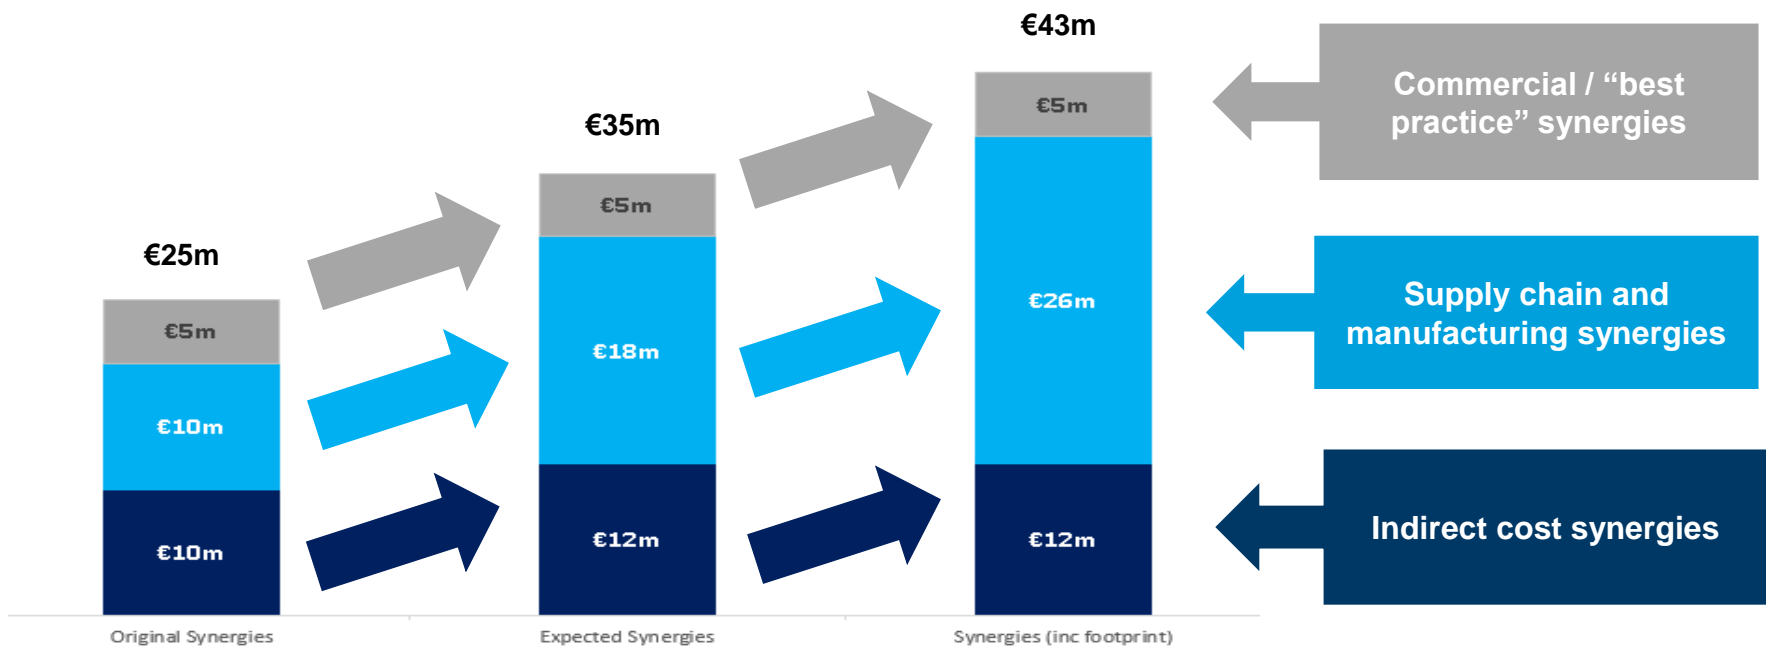 €25m
€5m
€10m
€10m
Original Synergies
€35m
€5m
€18m
€12m
Expected Synergies
€43m
€5m
€26m
€12m
Synergies (inc footprint)
Commercial / “best
practice” synergies
Supply chain and
manufacturing synergies
Indirect cost synergies